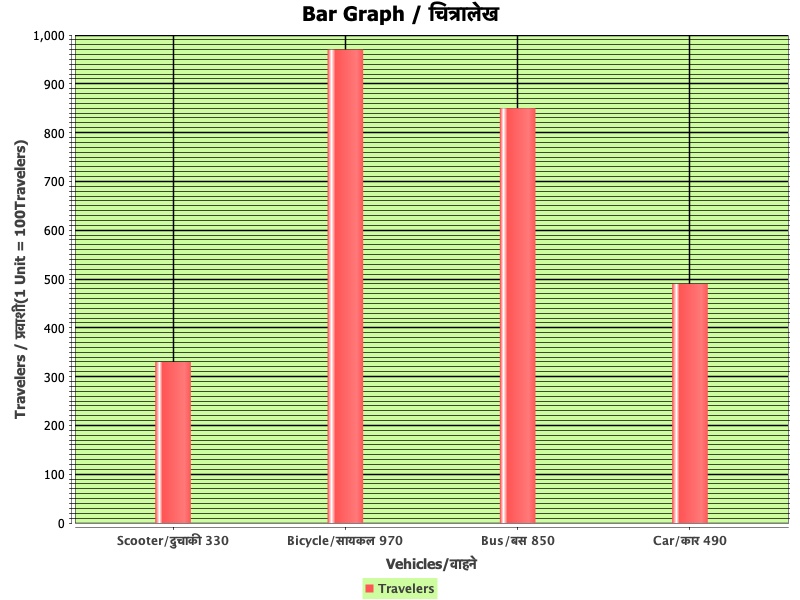 Bar Graph / चित्रालेख
Travelers / प्रवाशी(1 Unit = 100Travelers)
1,000
900
800
700
600
500
400
300
200
100
0
Scooter/दुचाकी 330 Bicycle/सायकल 970 Bus/बस 850 Car/कार 490
Vehicles/वाहने
Travelers